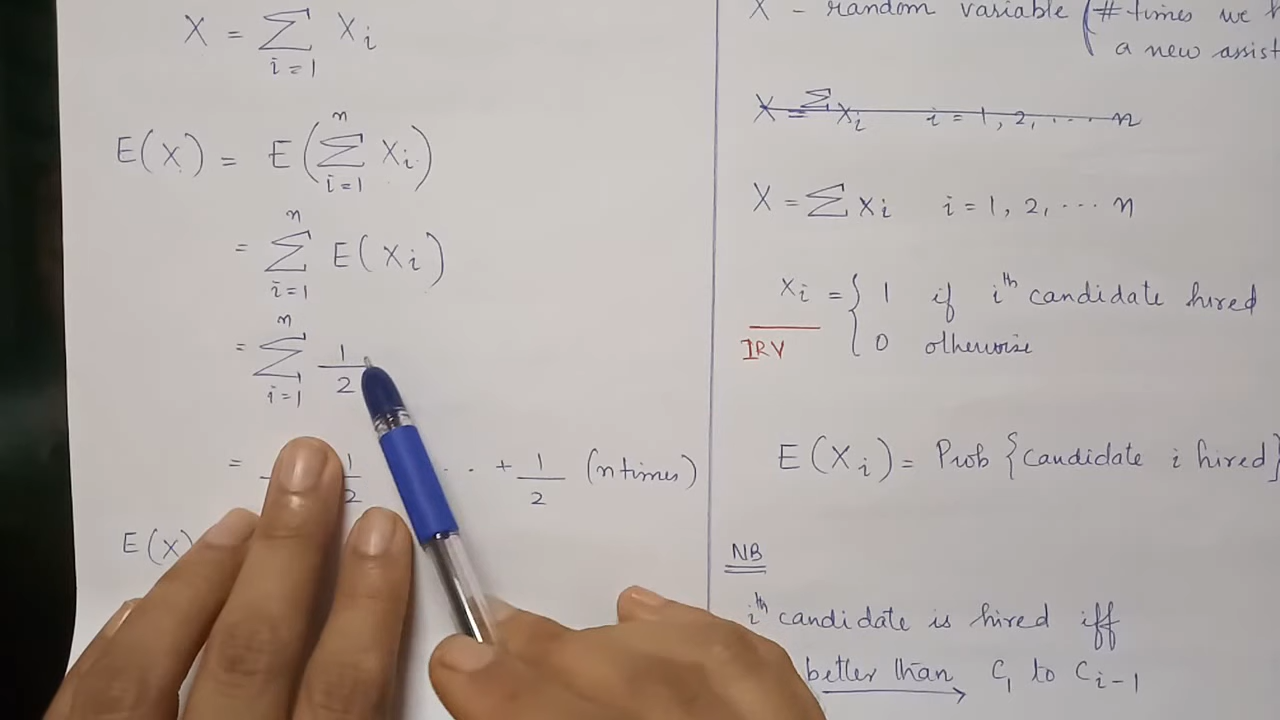 X = ∑ Xi
i=1
E(X) = E(∑ Xi)
n
i=1
n
= ∑ E(Xi)
i=1
n
= ∑ 1/2
i=1
= 1/2 · + 1/2 (n times)
E(X)
X - random variable (# times we
a new assist
X = ∑ Xi i = 1, 2, ... n
X = ∑ Xi i = 1, 2, ... n
Xi = { 1 if ith candidate hired
0 otherwise
IRV
E(Xi) = Prob {candidate i hired}
NB
ith candidate is hired iff
better than C1 to Ci-1